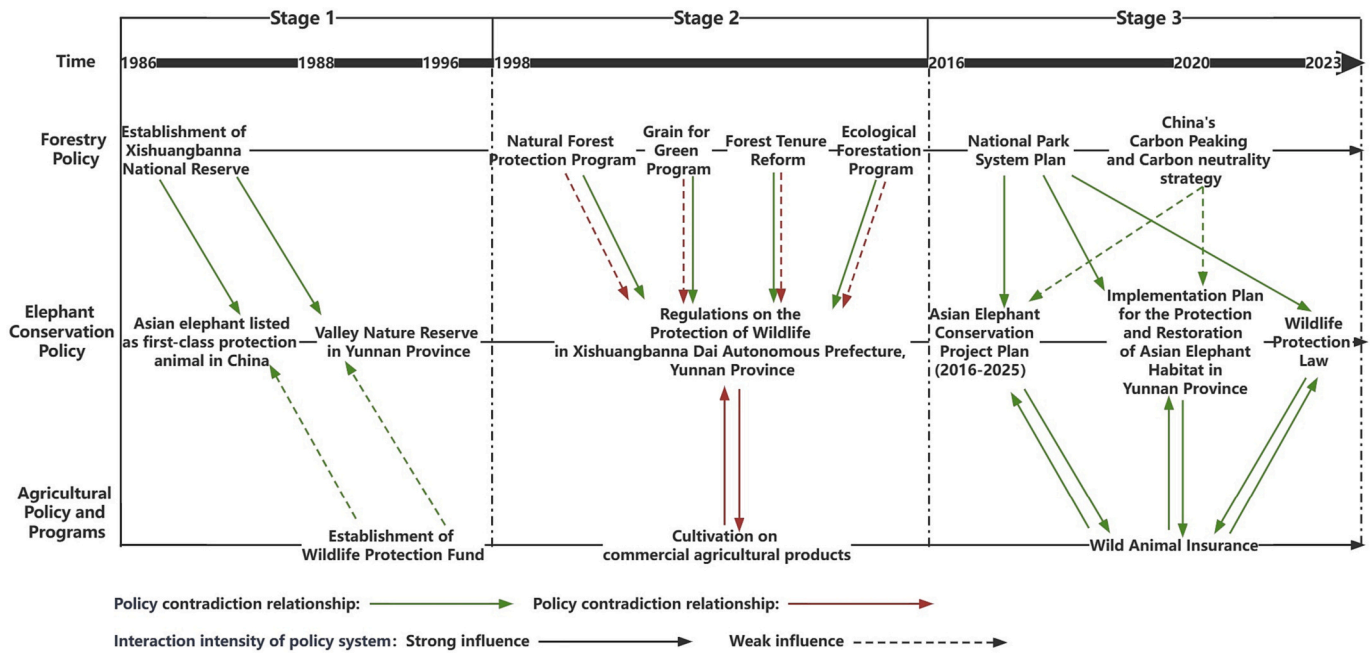 Stage 1
Stage 2
Stage 3
Time
1986
1988
1996
1998
2016
2020
2023
Forestry
Policy
Establishment of
Xishuangbanna
National Reserve
Natural Forest
Protection Program
Grain for
Green
Program
Forest Tenure
Reform
Ecological
Forestation
Program
National Park
System Plan
China's
Carbon Peaking
and Carbon neutrality
strategy
Elephant
Conservation
Policy
Asian elephant listed
as first-class protection
animal in China
Valley Nature Reserve
in Yunnan Province
Regulations on the
Protection of Wildlife
in Xishuangbanna Dai Autonomous Prefecture,
Yunnan Province
Asian Elephant
Conservation
Project Plan
(2016-2025)
Implementation Plan
for the Protection
and Restoration
of Asian Elephant
Habitat in
Yunnan Province
Wildlife
Protection
Law
Agricultural
Policy and
Programs
Establishment of
Wildlife Protection Fund
Cultivation on
commercial agricultural products
Wild Animal Insurance
Policy contradiction relationship:
Policy contradiction relationship:
Interaction intensity of policy system: Strong influence
Weak influence